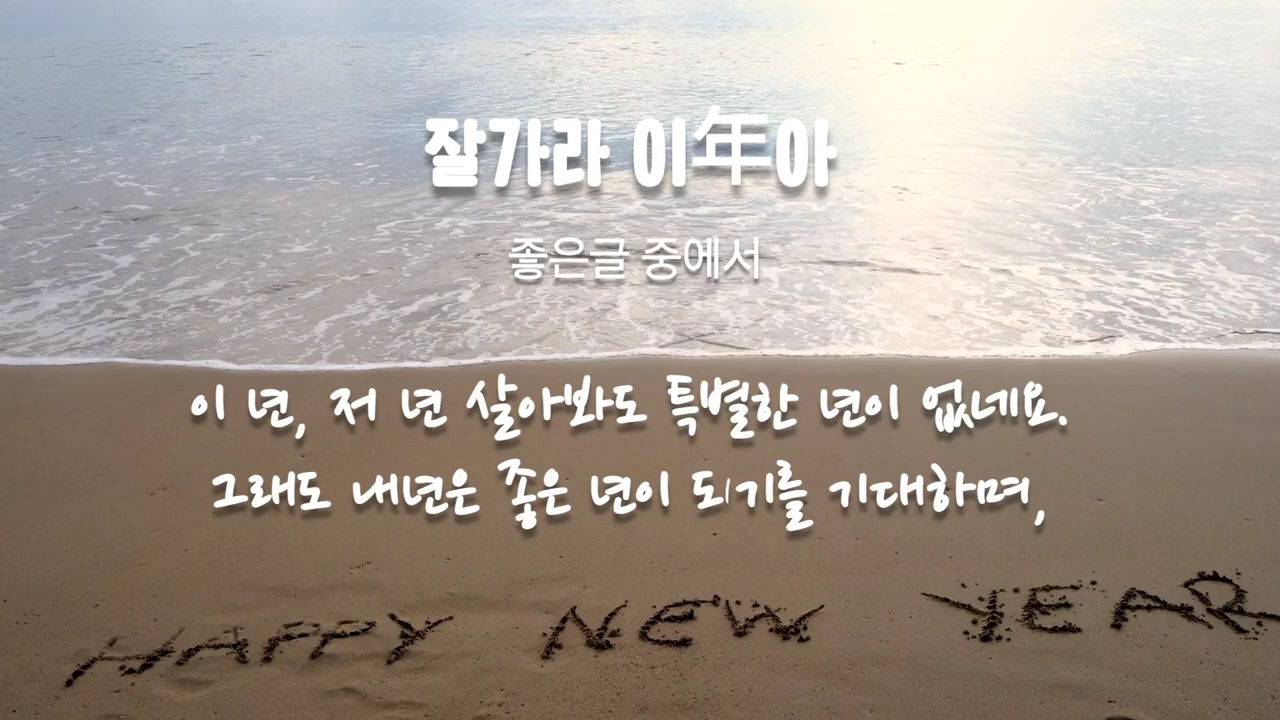 잘가라 이年아
좋은글 중에서
이 년, 저 년 살아봐도 특별한 년이 없네요.
그래도 내년은 좋은 년이 되기를 기대하며,
HAPPY NEW YEAR